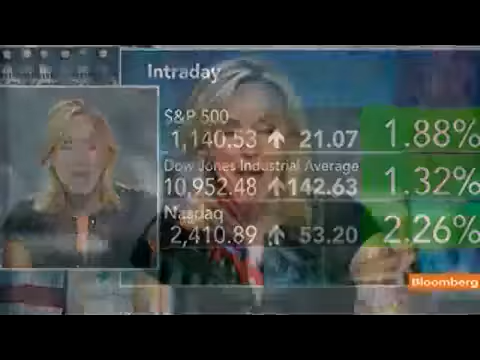 Intraday
S&P 500
1,140.53 21.07 1.88%
Dow Jones Industrial Average
10,952.48 142.63 1.32%
Nasdaq
2,410.89 53.20 2.26%
Bloomberg